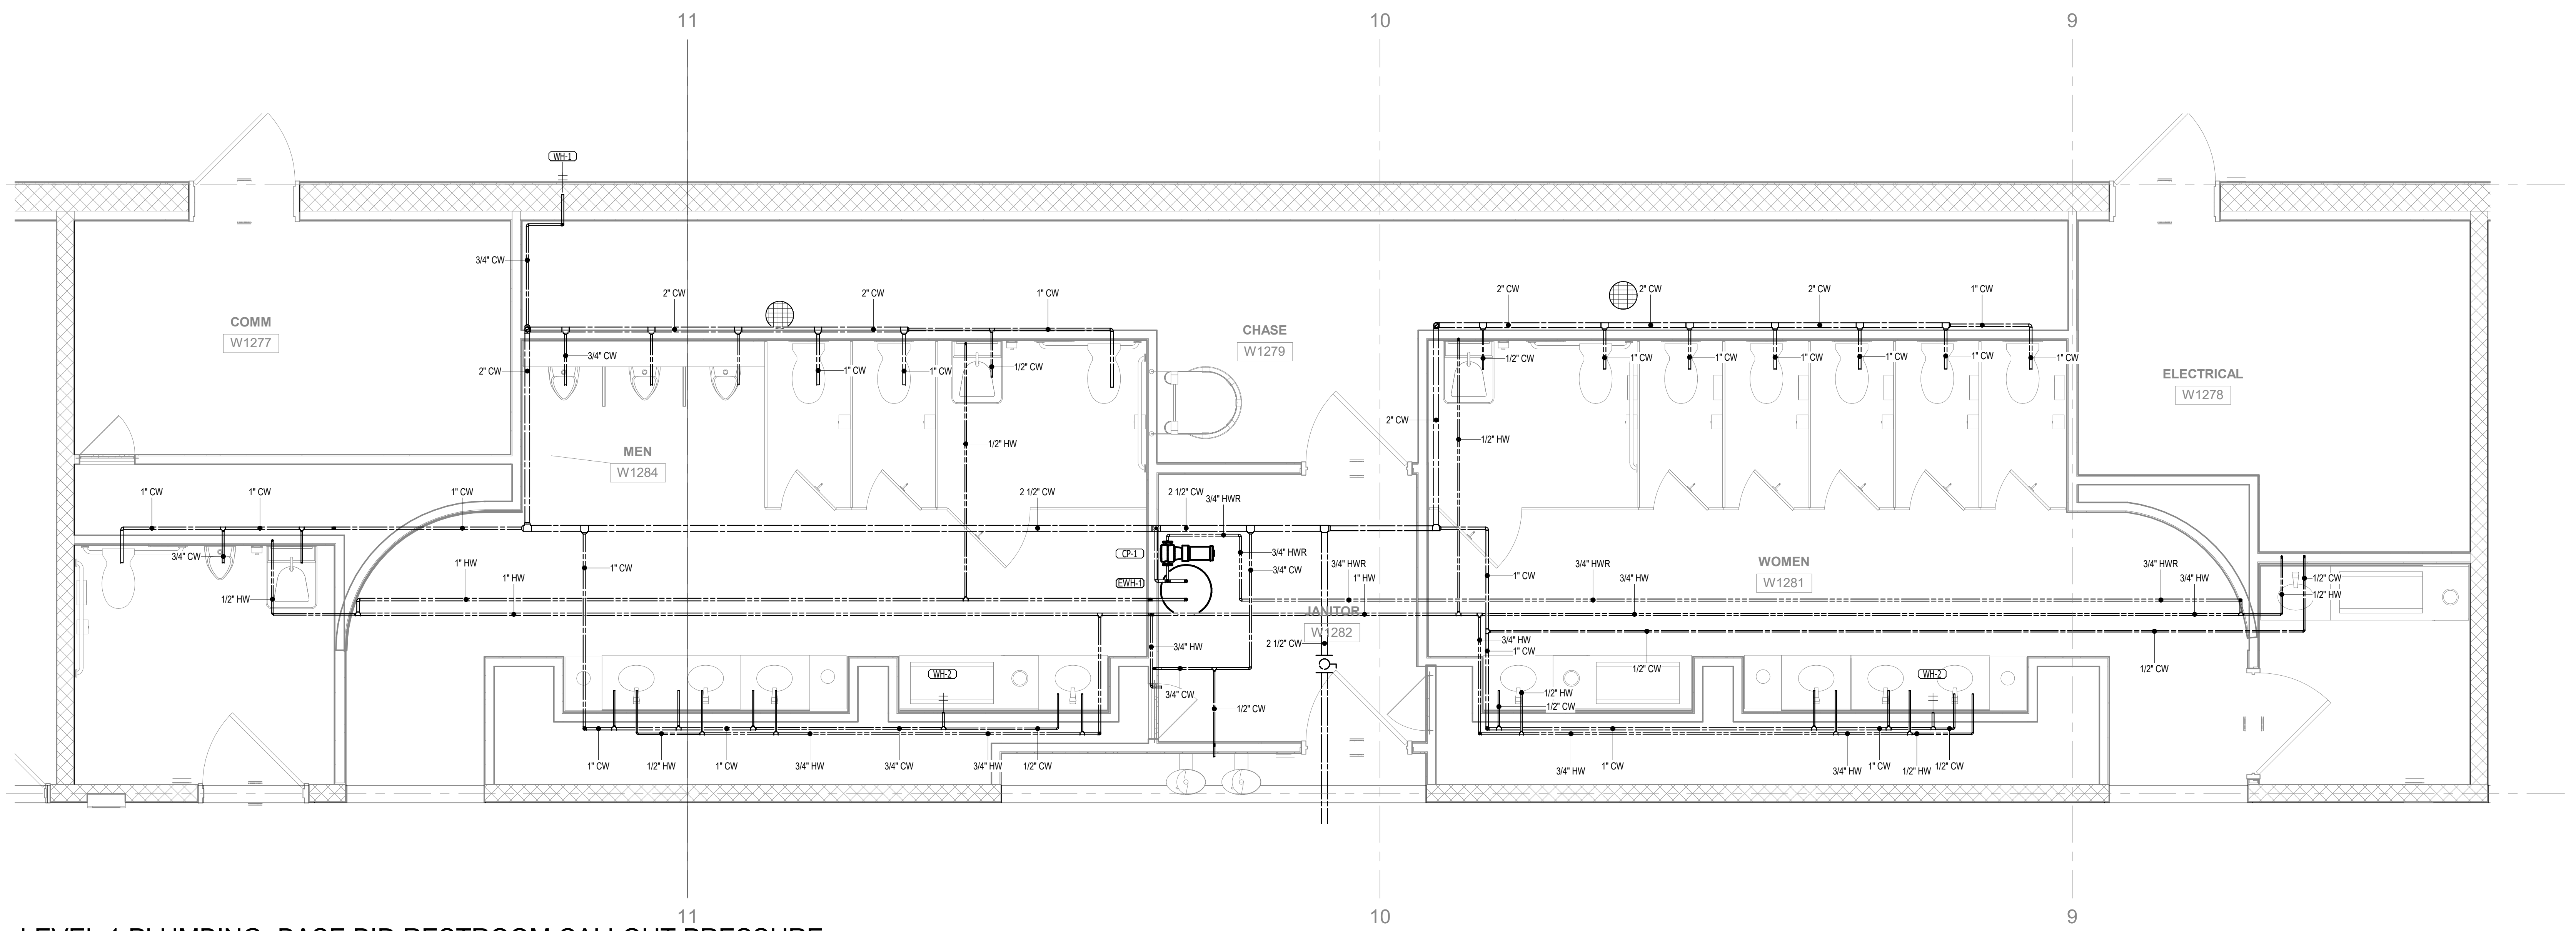 11
10
9
WH-1
3/4" CW
2" CW
2" CW
1" CW
2" CW
2" CW
2" CW
1" CW
COMM
W1277
CHASE
W1279
3/4" CW
2" CW
1" CW
1" CW
1/2" CW
1/2" CW
1" CW
1" CW
1" CW
1" CW
1" CW
1" CW
ELECTRICAL
W1278
2" CW
MEN
W1284
1/2" HW
1/2" HW
1" CW
1" CW
1" CW
2 1/2" CW
2 1/2" CW
3/4" HWR
3/4" CW
CP-1
3/4" HWR
1" HW
1" HW
1" CW
3/4" CW
3/4" HWR
1" HW
1" CW
3/4" HWR
3/4" HW
WOMEN
W1281
3/4" HWR
3/4" HW
1/2" CW
1/2" HW
EWH-1
1/2" HW
JANITOR
W1282
2 1/2" CW
3/4" HW
3/4" HW
1" CW
1/2" CW
1/2" CW
WH-2
3/4" CW
WH-2
1/2" HW
1/2" CW
1/2" CW
1" CW
1/2" HW
1" CW
3/4" HW
3/4" CW
3/4" HW
1/2" CW
3/4" HW
1" CW
3/4" HW
1" CW
1/2" HW
1/2" CW
11
10
9
LEVEL 1 PLUMBING- BASE BID RESTROOM CALLOUT PRESSURE